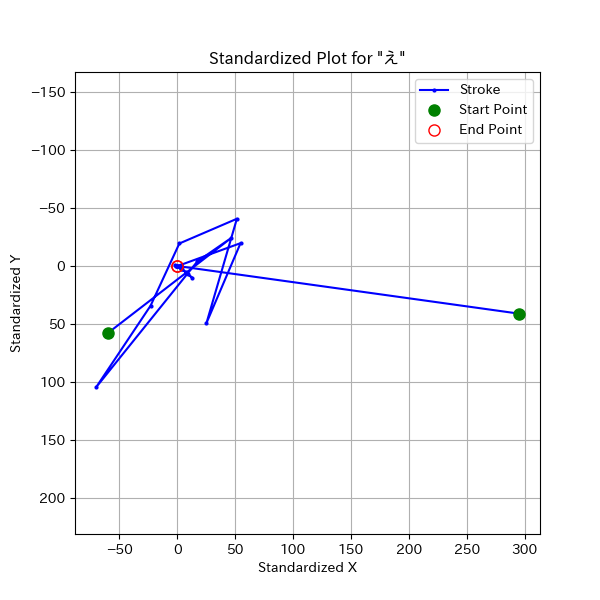 Standardized Plot for "え"
Stroke
Start Point
End Point
Standardized Y
−150
−100
−50
0
50
100
150
200
−50 0 50 100 150 200 250 300
Standardized X